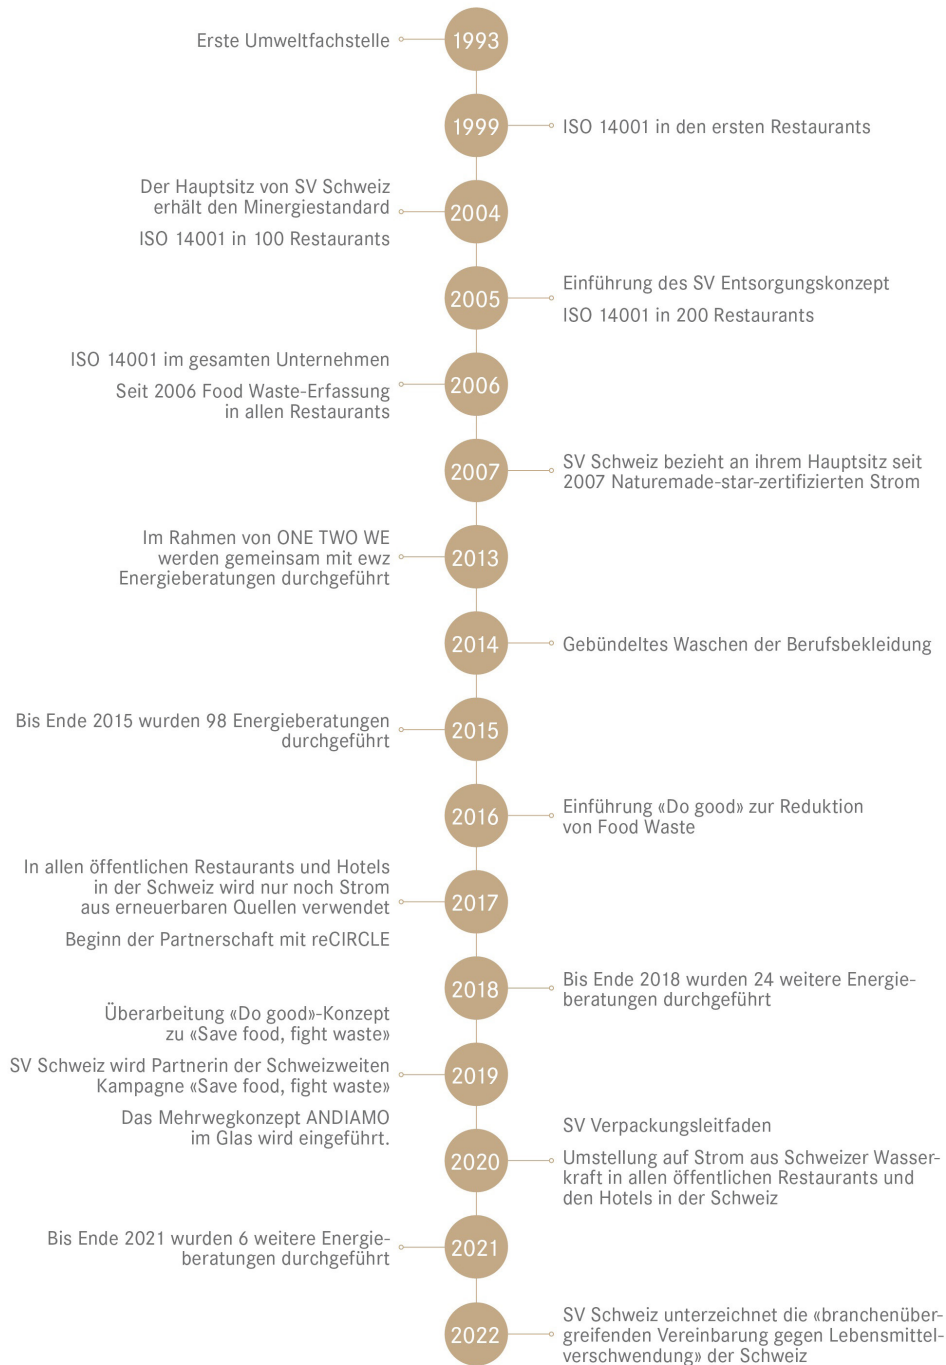 Erste Umweltfachstelle
1993
1999
ISO 14001 in den ersten Restaurants
Der Hauptsitz von SV Schweiz
erhält den Minergiestandard
ISO 14001 in 100 Restaurants
2004
2005
Einführung des SV Entsorgungskonzept
ISO 14001 in 200 Restaurants
ISO 14001 im gesamten Unternehmen
Seit 2006 Food Waste-Erfassung
in allen Restaurants
2006
2007
SV Schweiz bezieht an ihrem Hauptsitz seit
2007 Naturemade-star-zertifizierten Strom
Im Rahmen von ONE TWO WE
werden gemeinsam mit ewz
Energieberatungen durchgeführt
2013
2014
Gebündeltes Waschen der Berufsbekleidung
Bis Ende 2015 wurden 98 Energieberatungen
durchgeführt
2015
2016
Einführung «Do good» zur Reduktion
von Food Waste
In allen öffentlichen Restaurants und Hotels
in der Schweiz wird nur noch Strom
aus erneuerbaren Quellen verwendet
Beginn der Partnerschaft mit reCIRCLE
2017
2018
Bis Ende 2018 wurden 24 weitere Energie-
beratungen durchgeführt
Überarbeitung «Do good»-Konzept
zu «Save food, fight waste»
SV Schweiz wird Partnerin der Schweizweiten
Kampagne «Save food, fight waste»
Das Mehrwegkonzept ANDIAMO
im Glas wird eingeführt.
2019
2020
SV Verpackungsleitfaden
Umstellung auf Strom aus Schweizer Wasser-
kraft in allen öffentlichen Restaurants und
den Hotels in der Schweiz
Bis Ende 2021 wurden 6 weitere Energie-
beratungen durchgeführt
2021
2022
SV Schweiz unterzeichnet die «branchenüber-
greifenden Vereinbarung gegen Lebensmittel-
verschwendung» der Schweiz